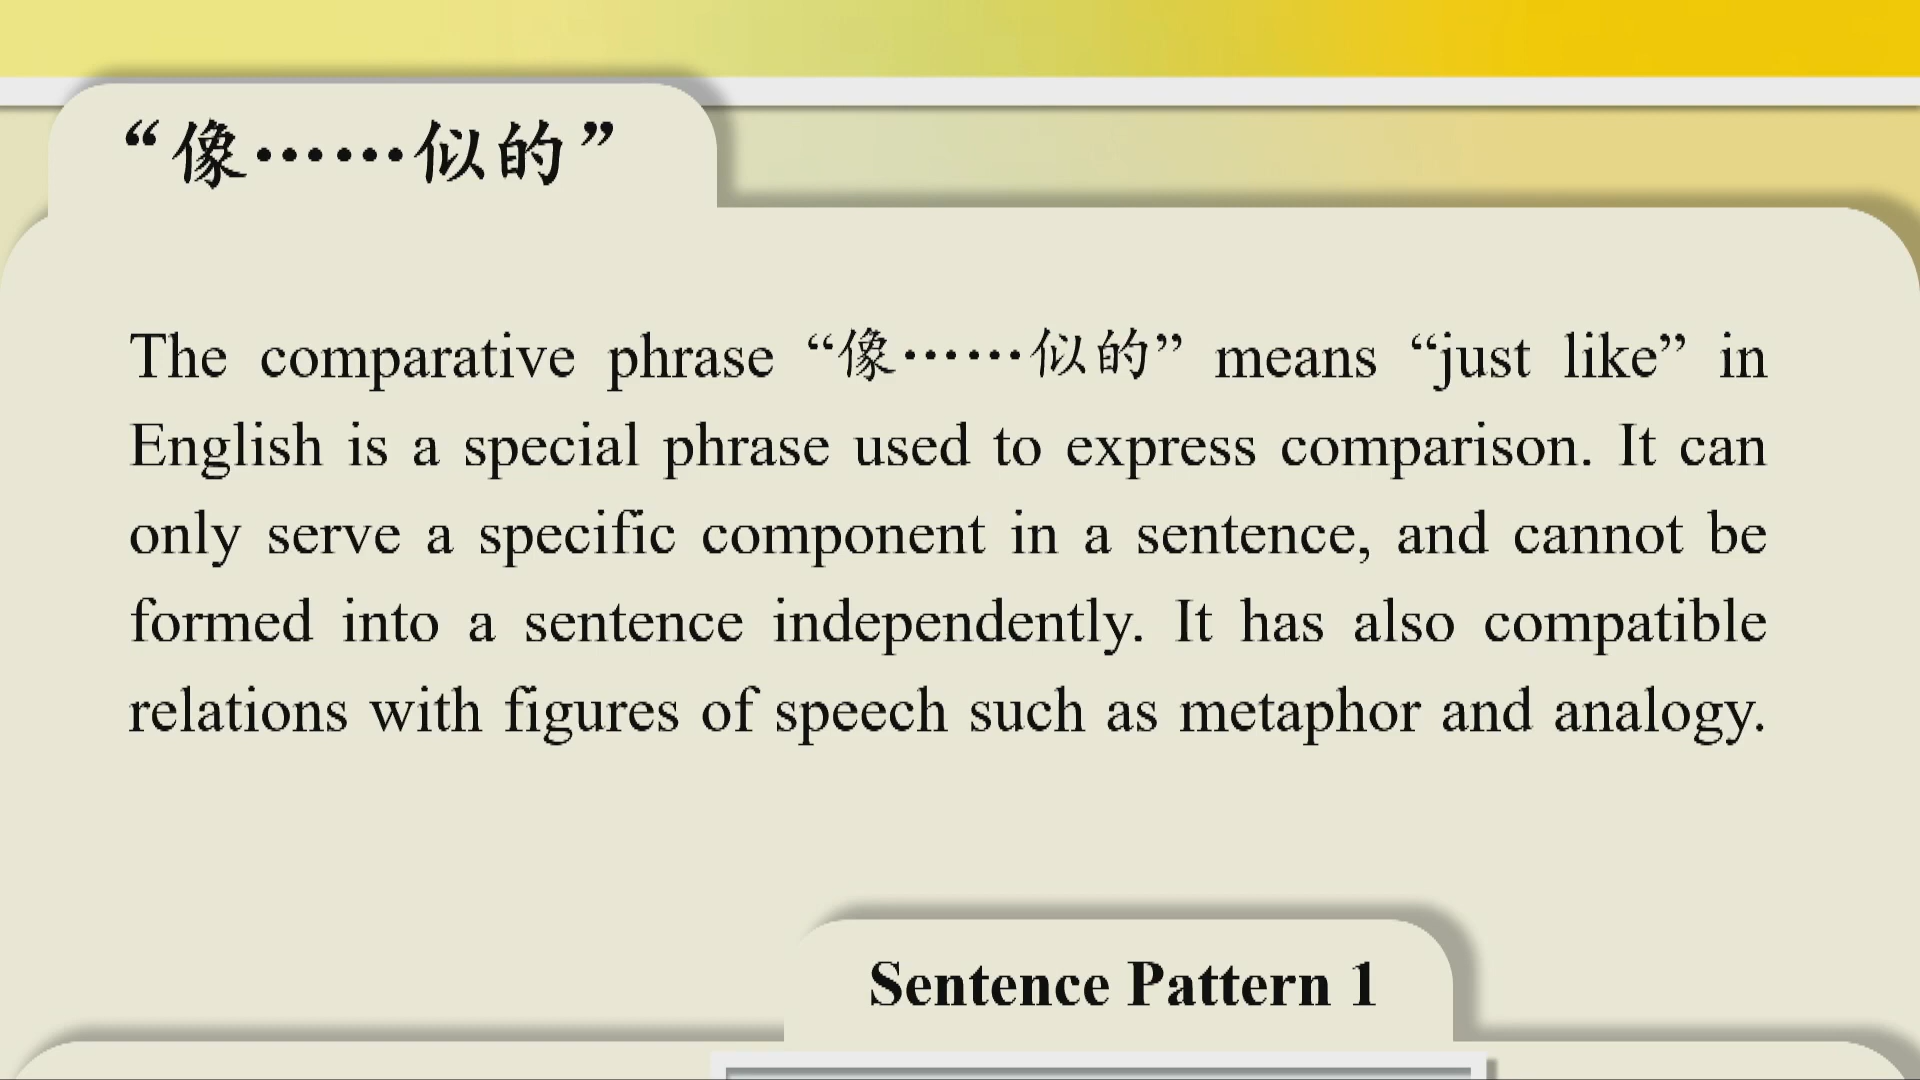 “像……似的”
The comparative phrase “像……似的” means “just like” in
English is a special phrase used to express comparison. It can
only serve a specific component in a sentence, and cannot be
formed into a sentence independently. It has also compatible
relations with figures of speech such as metaphor and analogy.
Sentence Pattern 1